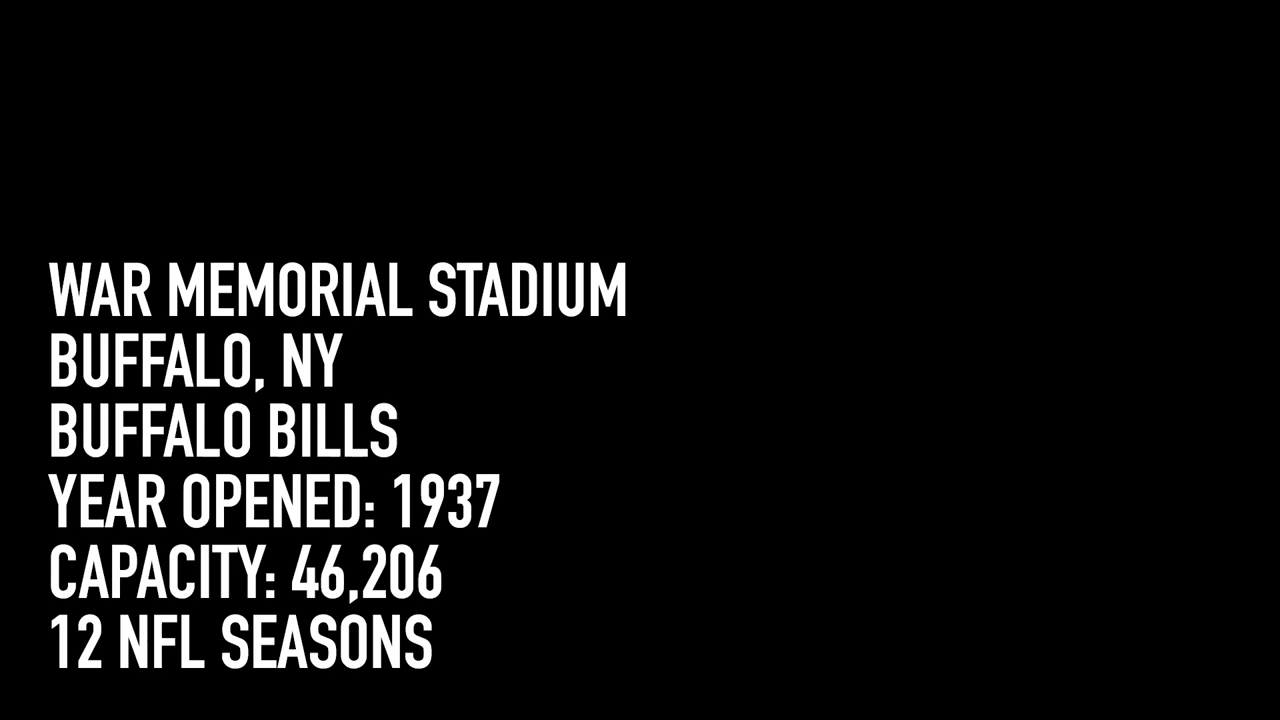 WAR MEMORIAL STADIUM
BUFFALO, NY
BUFFALO BILLS
YEAR OPENED: 1937
CAPACITY: 46,206
12 NFL SEASONS